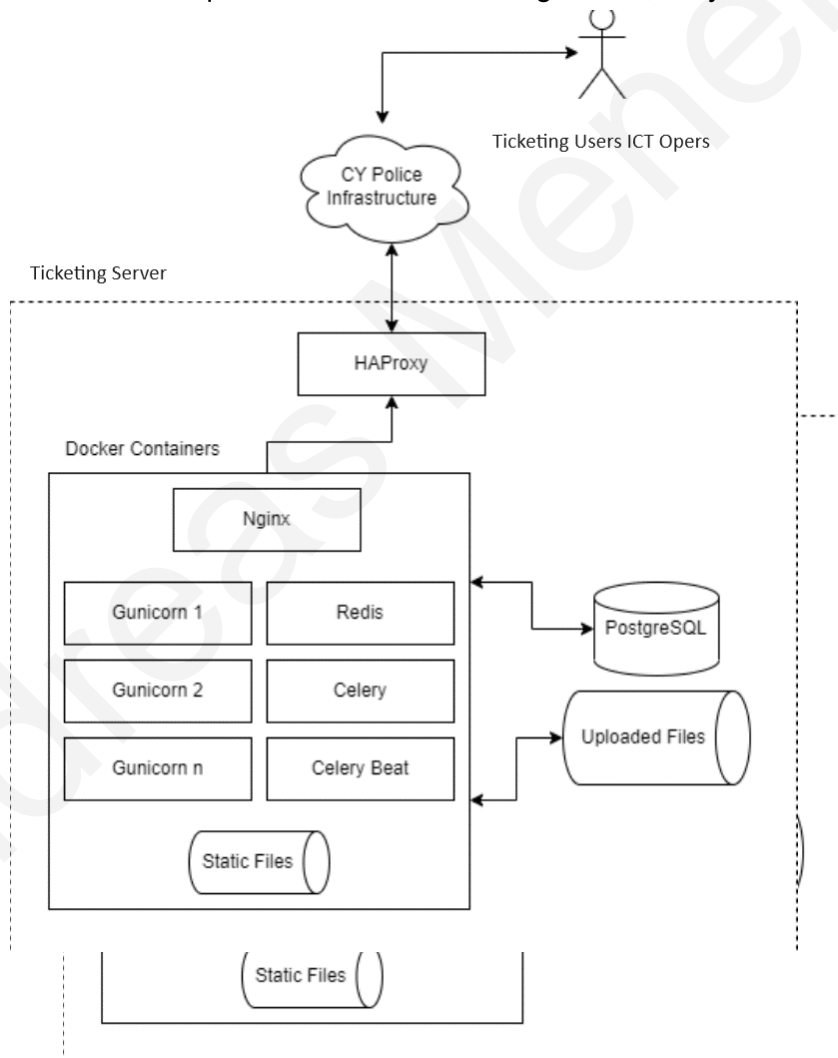 Ticketing Users ICT Opers
CY Police
Infrastructure
Ticketing Server
HAProxy
Docker Containers
Nginx
Gunicorn 1
Redis
PostgreSQL
Gunicorn 2
Celery
Uploaded Files
Gunicorn n
Celery Beat
Static Files
Static Files